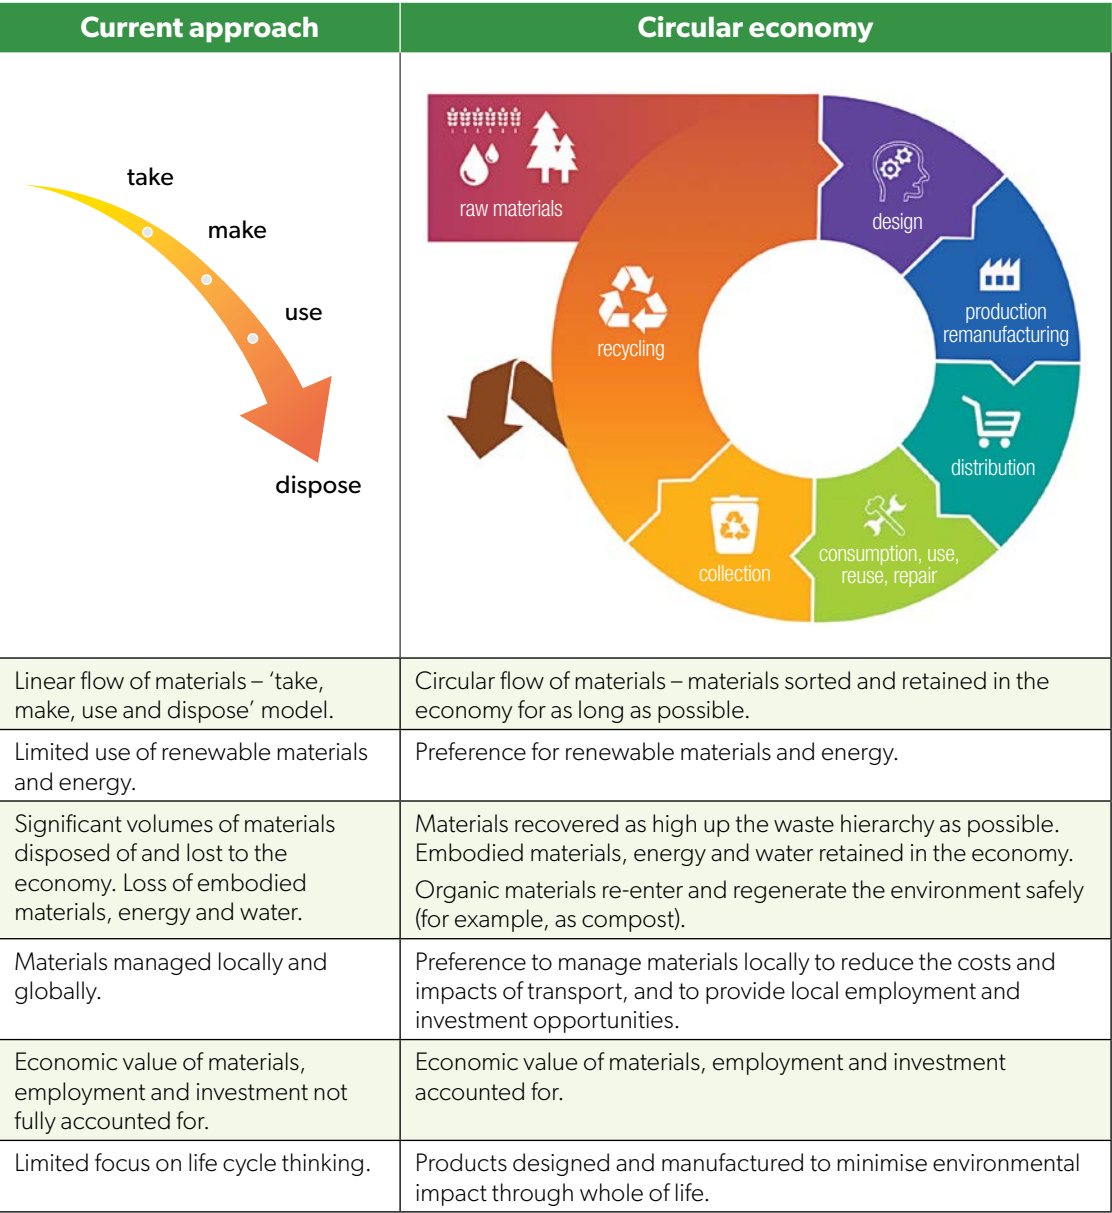 Current approach
Circular economy
take
make
use
dispose
raw materials
design
production
remanufacturing
distribution
consumption, use,
reuse, repair
collection
recycling
Linear flow of materials – ‘take,
make, use and dispose’ model.
Circular flow of materials – materials sorted and retained in the
economy for as long as possible.
Limited use of renewable materials
and energy.
Preference for renewable materials and energy.
Significant volumes of materials
disposed of and lost to the
economy. Loss of embodied
materials, energy and water.
Materials recovered as high up the waste hierarchy as possible.
Embodied materials, energy and water retained in the economy.
Organic materials re-enter and regenerate the environment safely
(for example, as compost).
Materials managed locally and
globally.
Preference to manage materials locally to reduce the costs and
impacts of transport, and to provide local employment and
investment opportunities.
Economic value of materials,
employment and investment not
fully accounted for.
Economic value of materials, employment and investment
accounted for.
Limited focus on life cycle thinking.
Products designed and manufactured to minimise environmental
impact through whole of life.